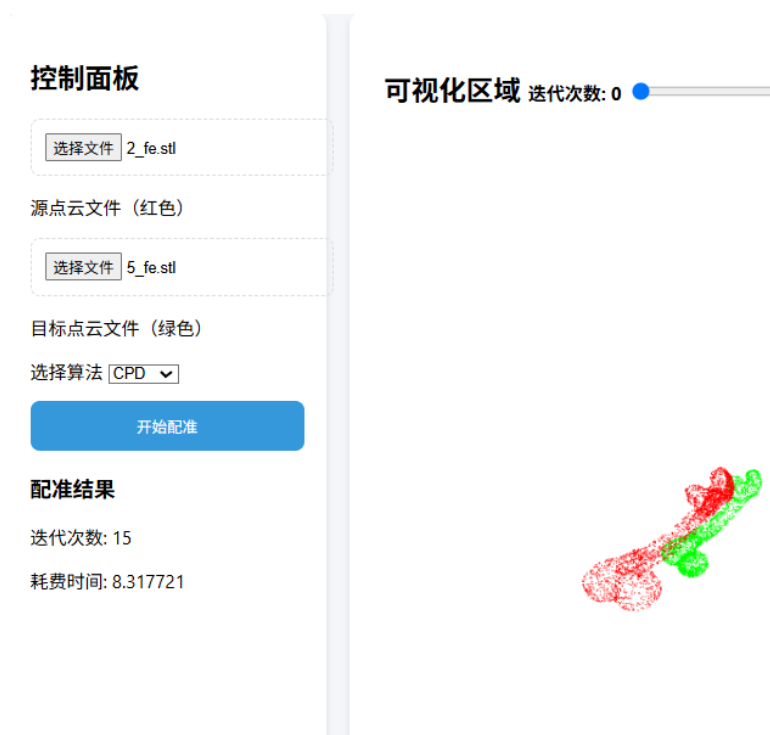 控制面板
选择文件 2_fe.stl
源点云文件（红色）
选择文件 5_fe.stl
目标点云文件（绿色）
选择算法 CPD
开始配准
配准结果
迭代次数: 15
耗费时间: 8.317721
可视化区域 迭代次数: 0